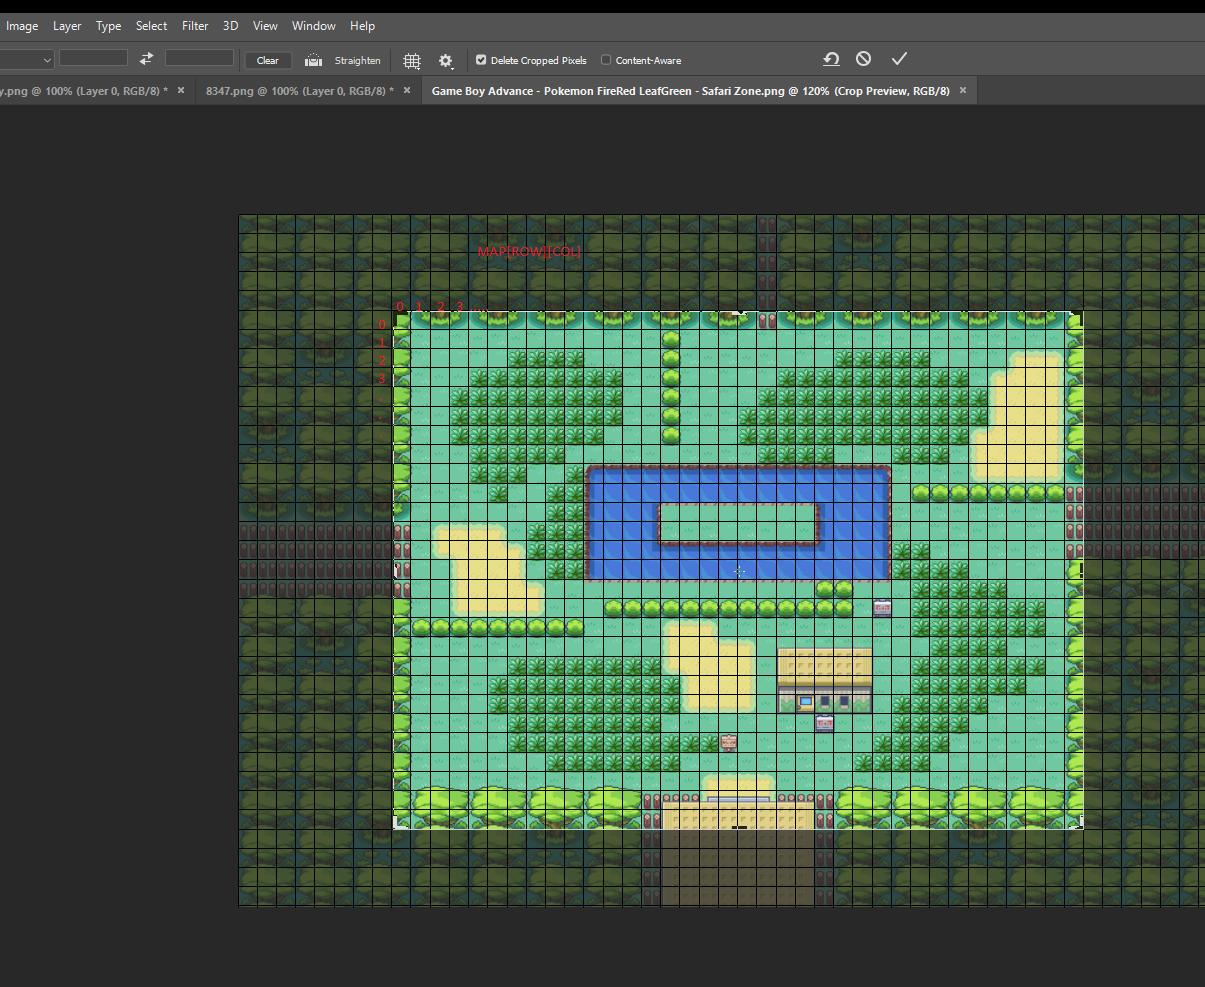 Image Layer Type Select Filter 3D View Window Help
Clear Straighten Delete Cropped Pixels Content-Aware
y.png @ 100% (Layer 0, RGB/8) * × 8347.png @ 100% (Layer 0, RGB/8) * × Game Boy Advance - Pokemon FireRed LeafGreen - Safari Zone.png @ 120% (Crop Preview, RGB/8) ×
MAP[ROW][COL]
0 1 2 3 ....
0
1
2
3